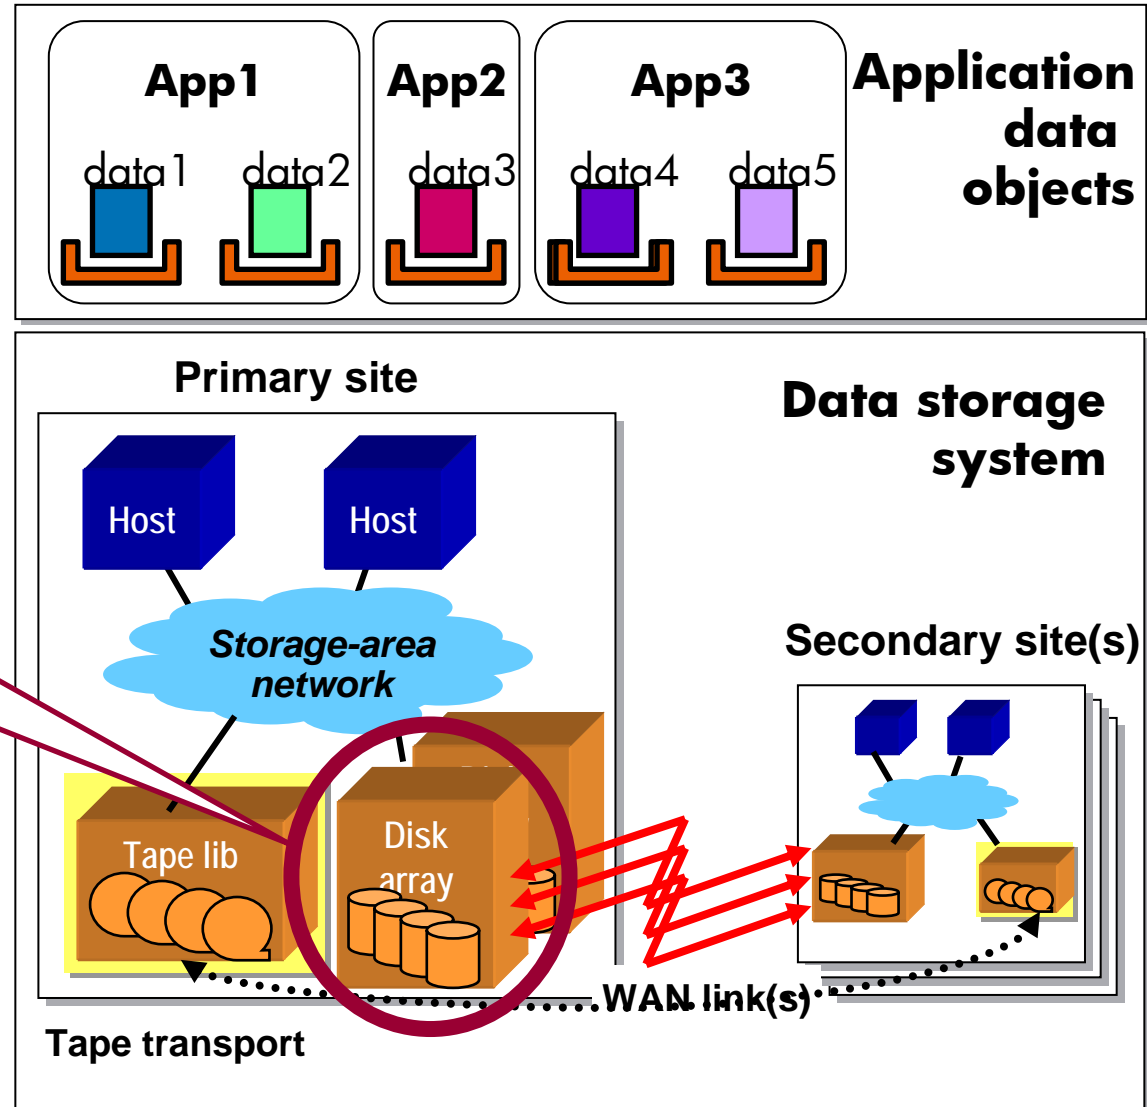 App1
App2
App3
Application
data
objects
data1
data2
data3
data4
data5
Primary site
Data storage
system
Host
Host
Storage-area
network
Secondary site(s)
Tape lib
Disk
array
WAN link(s)
Tape transport